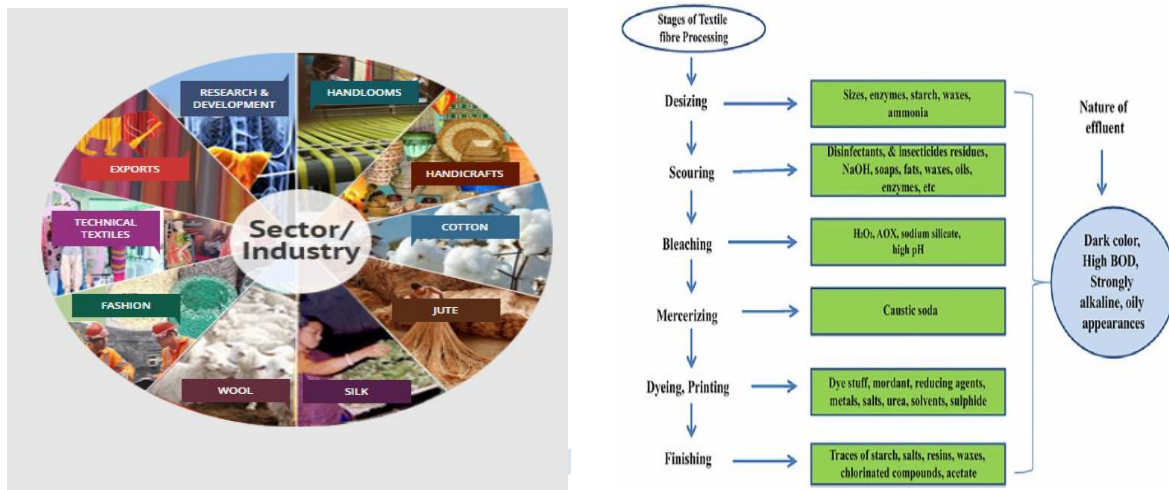 RESEARCH &
DEVELOPMENT
HANDLOOMS
EXPORTS
HANDICRAFTS
TECHNICAL
TEXTILES
Sector/
Industry
COTTON
FASHION
JUTE
WOOL
SILK
Stages of Textile
fibre Processing
Desizing
Sizes, enzymes, starch, waxes,
ammonia
Scouring
Disinfectants, & insecticides residues,
NaOH, soaps, fats, waxes, oils,
enzymes, etc
Bleaching
H₂O₂, AOX, sodium silicate,
high pH
Mercerizing
Caustic soda
Dyeing, Printing
Dye stuff, mordant, reducing agents,
metals, salts, urea, solvents, sulphide
Finishing
Traces of starch, salts, resins, waxes,
chlorinated compounds, acetate
Nature of
effluent
Dark color,
High BOD,
Strongly
alkaline, oily
appearances